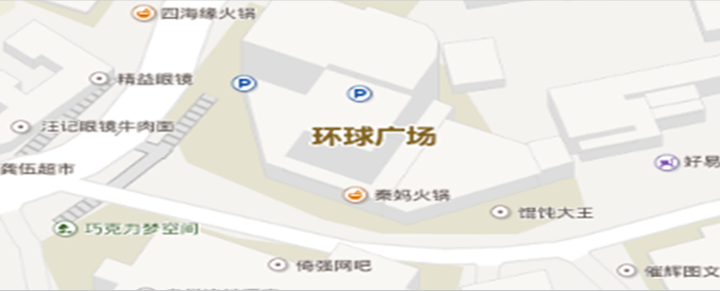 四海缘火锅
精益眼镜
P
P
汪记眼镜牛肉面
环球广场
龚伍超市
好易
秦妈火锅
馄饨大王
巧克力梦空间
倚强网吧
催辉图文